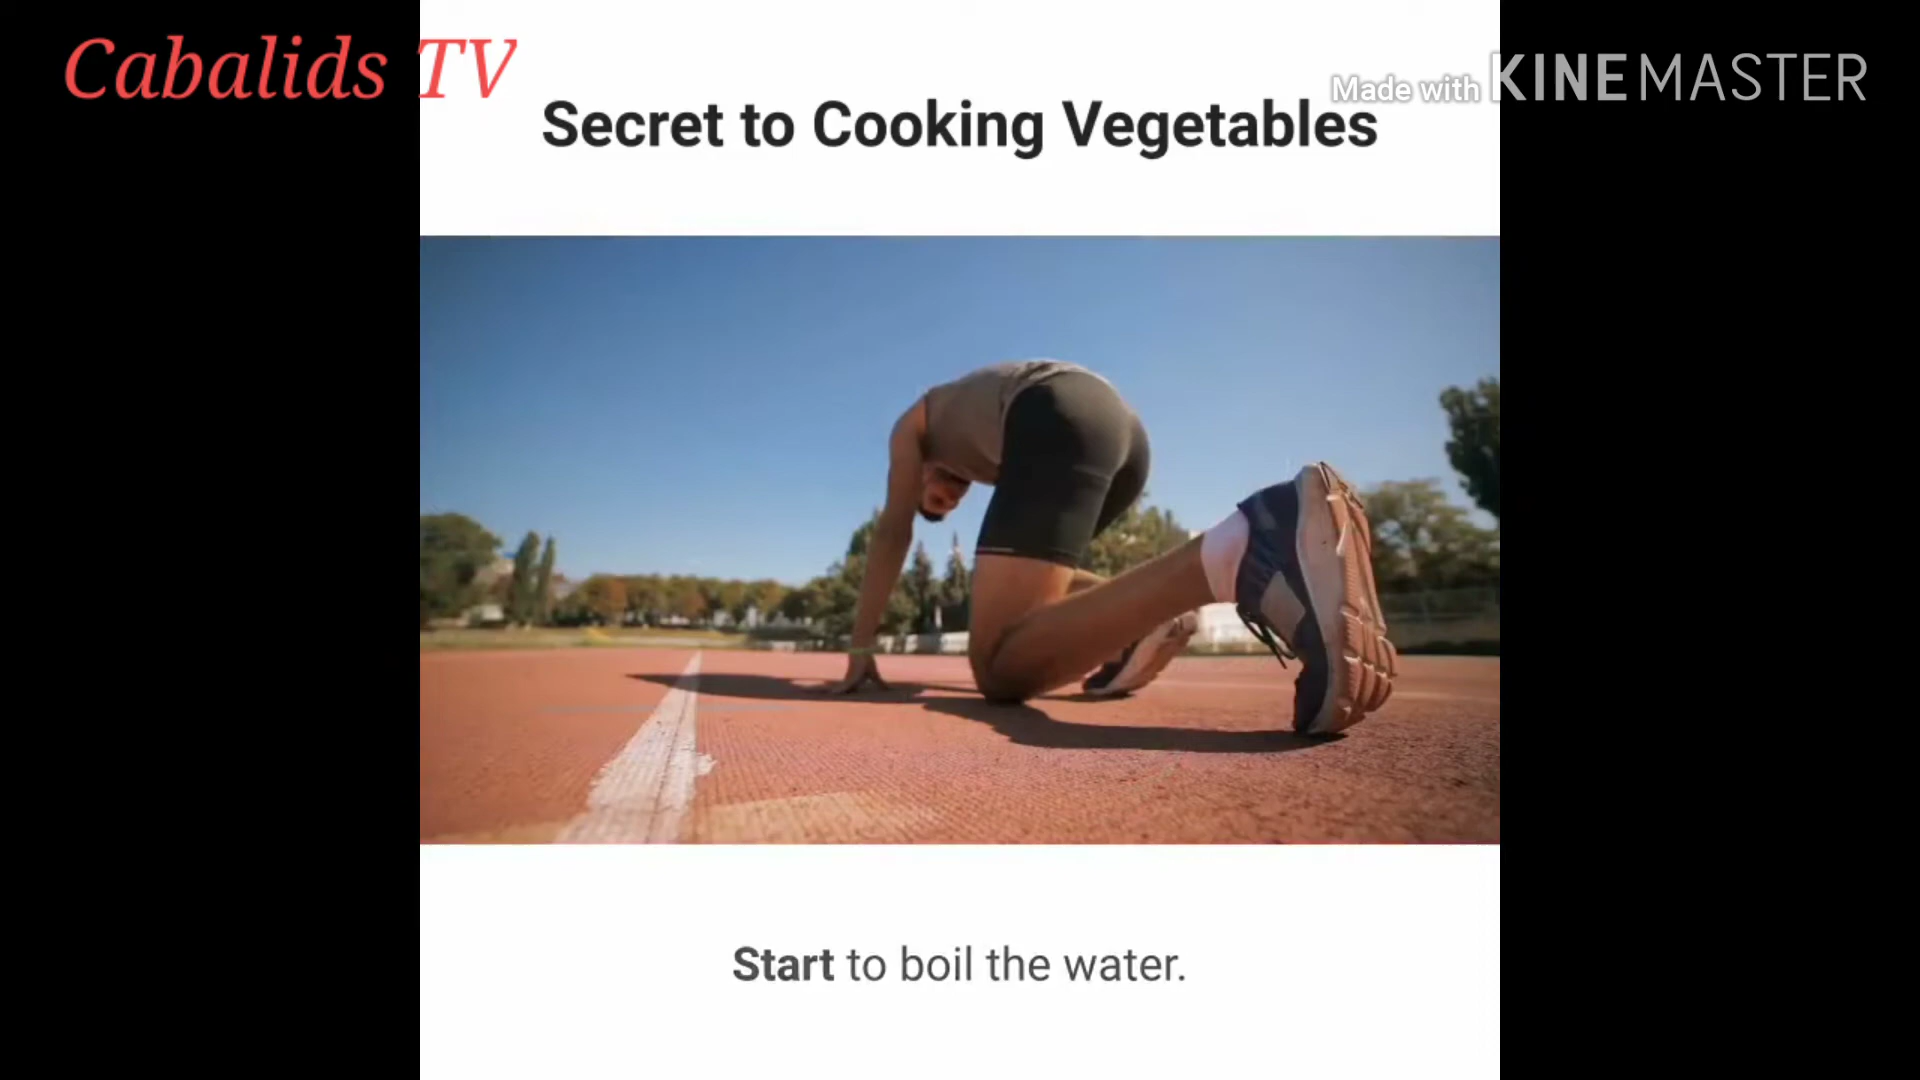 Cabalids TV
Made with KINEMASTER
Secret to Cooking Vegetables
Start to boil the water.